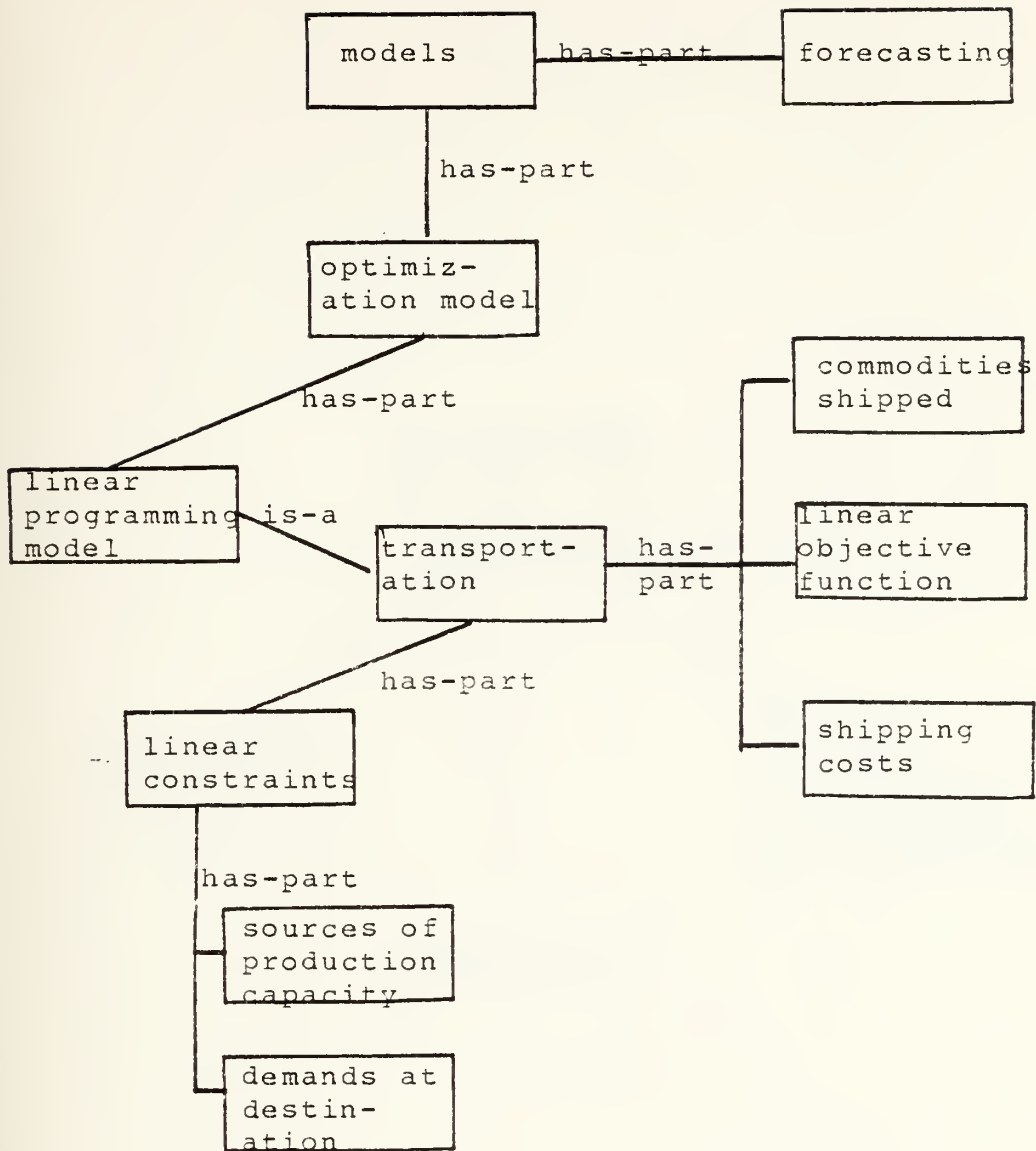 models has-part forecasting
has-part
optimiz-
ation model
has-part
commodities
shipped
linear
programming is-a
model
transport-
ation
has-
part
linear
objective
function
has-part
linear
constraints
shipping
costs
has-part
sources of
production
capacity
demands at
destin-
ation